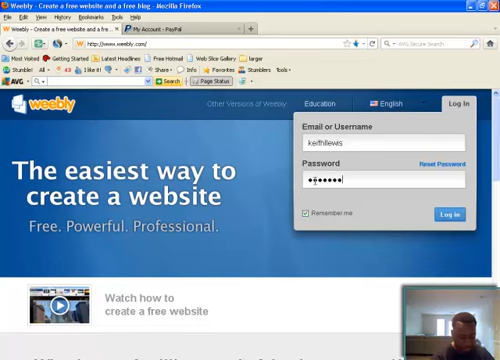 Weebly - Create a free website and a free blog - Mozilla Firefox
File Edit View History Bookmarks Tools Help
Weebly - Create a free website and a f...
My Account - PayPal
http://www.weebly.com/
AVG Secure Search
Most Visited Getting Started Latest Headlines Free Hotmail Web Slice Gallery larger
Stumble! All I like it! Share Info Favorites Stumblers Tools
AVG Search Page Status
weebly
Other Versions of Weebly: Education English Log In
Email or Username
keithllewis
Password Reset Password
Remember me Log in
The easiest way to
create a website
Free. Powerful. Professional.
Watch how to
create a free website